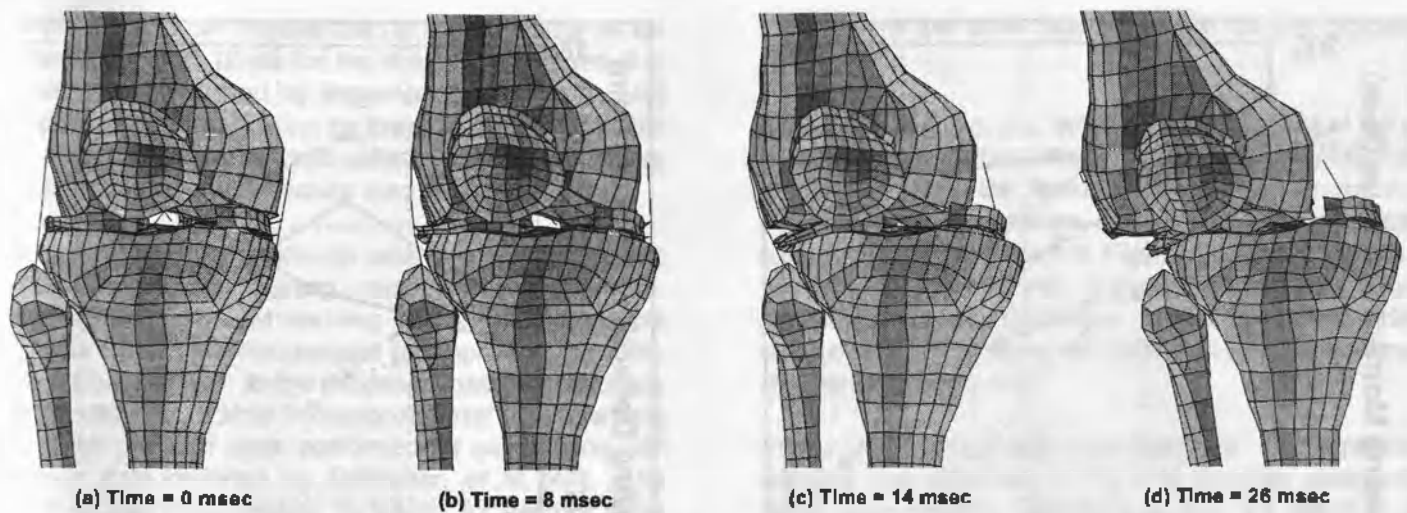 (a) Time = 0 msec
(b) Time = 8 msec
(c) Time = 14 msec
(d) Time = 26 msec